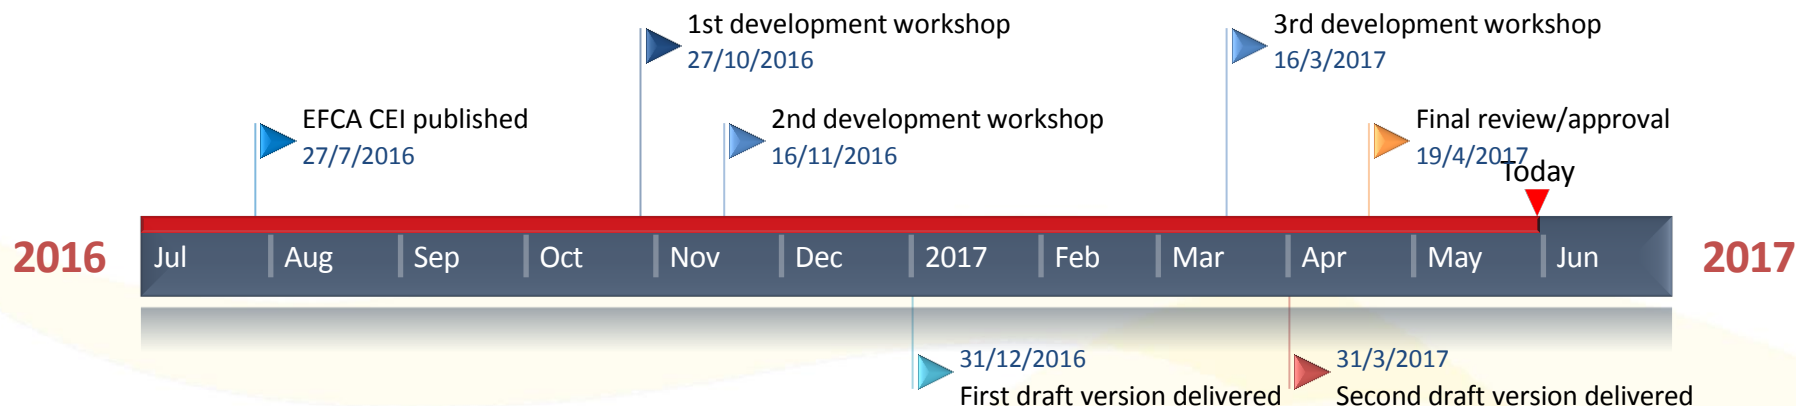 1st development workshop
27/10/2016
3rd development workshop
16/3/2017
EFCA CEI published
27/7/2016
2nd development workshop
16/11/2016
Final review/approval
19/4/2017
Today
2016
Jul
Aug
Sep
Oct
Nov
Dec
2017
Feb
Mar
Apr
May
Jun
2017
31/12/2016
First draft version delivered
31/3/2017
Second draft version delivered